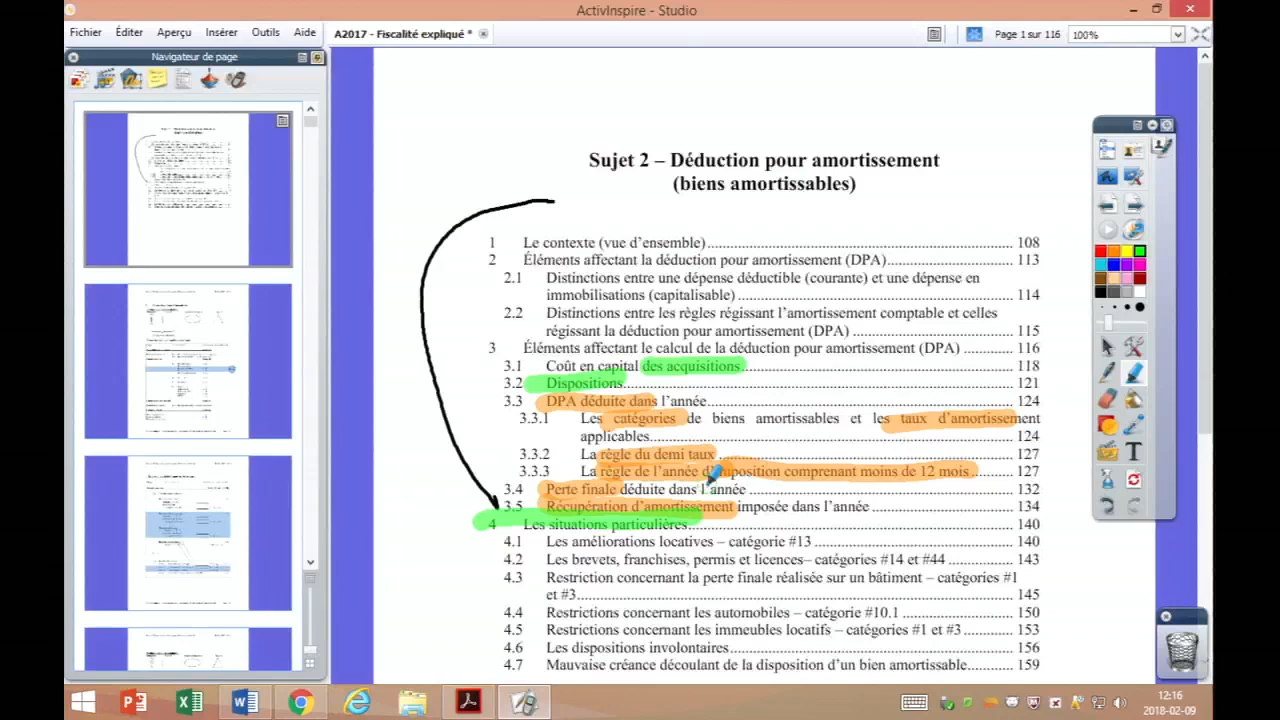 ActivInspire - Studio
Fichier Éditer Aperçu Insérer Outils Aide
A2017 - Fiscalité expliqué *
Page 1 sur 116
100%
Navigateur de page
Sujet 2 – Déduction pour amortissement
(biens amortissables)
1 Le contexte (vue d'ensemble) 108
2 Éléments affectant la déduction pour amortissement (DPA) 113
2.1 Distinctions entre une dépense déductible (courante) et une dépense en
immobilisations (capitalisable) 114
2.2 Distinctions entre les règles régissant l'amortissement comptable et celles
régissant la déduction pour amortissement (DPA) 115
3 Éléments affectant le calcul de la déduction pour amortissement (DPA) 116
3.1 Coût en capital des acquisitions 118
3.2 Dispositions 121
3.3 DPA déduite dans l'année 124
3.3.1 Les catégories de biens amortissables et les taux d'amortissement
applicables 124
3.3.2 La règle du demi taux 127
3.3.3 La règle de l'année d'imposition comprenant moins de 12 mois 127
3.4 Perte finale déduite dans l'année 132
3.5 Récupération d'amortissement imposée dans l'année 134
4 Les situations particulières 140
4.1 Les améliorations locatives – catégorie #13 140
4.2 Les brevets, franchises, permis et licences– catégories #14 et #44 143
4.3 Restriction concernant la perte finale réalisée sur un bâtiment – catégories #1
et #3 145
4.4 Restrictions concernant les automobiles – catégorie #10.1 150
4.5 Restrictions concernant les immeubles locatifs – catégories #1 et #3 153
4.6 Les dispositions involontaires 156
4.7 Mauvaise créance découlant de la disposition d'un bien amortissable 159
12:16
2018-02-09